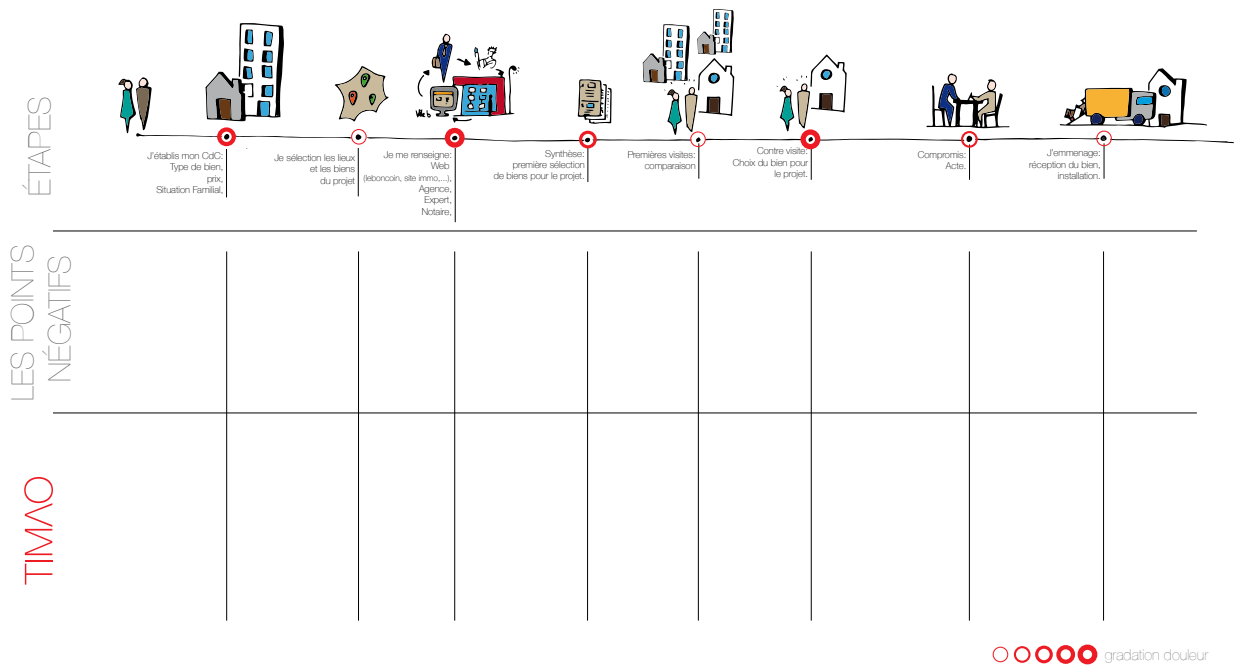 ÉTAPES
J'établis mon CdC:
Type de bien,
prix,
Situation Familial,
Je sélection les lieux
et les biens
du projet
Je me renseigne:
Web
(leboncoin, site immo,...),
Agence,
Expert,
Notaire,
Synthèse:
première sélection
de biens pour le projet.
Premières visites:
comparaison
Contre visite:
Choix du bien pour
le projet.
Compromis:
Acte.
J'emmenage:
réception du bien,
installation.
LES POINTS
NÉGATIFS
TIMΛO
gradation douleur